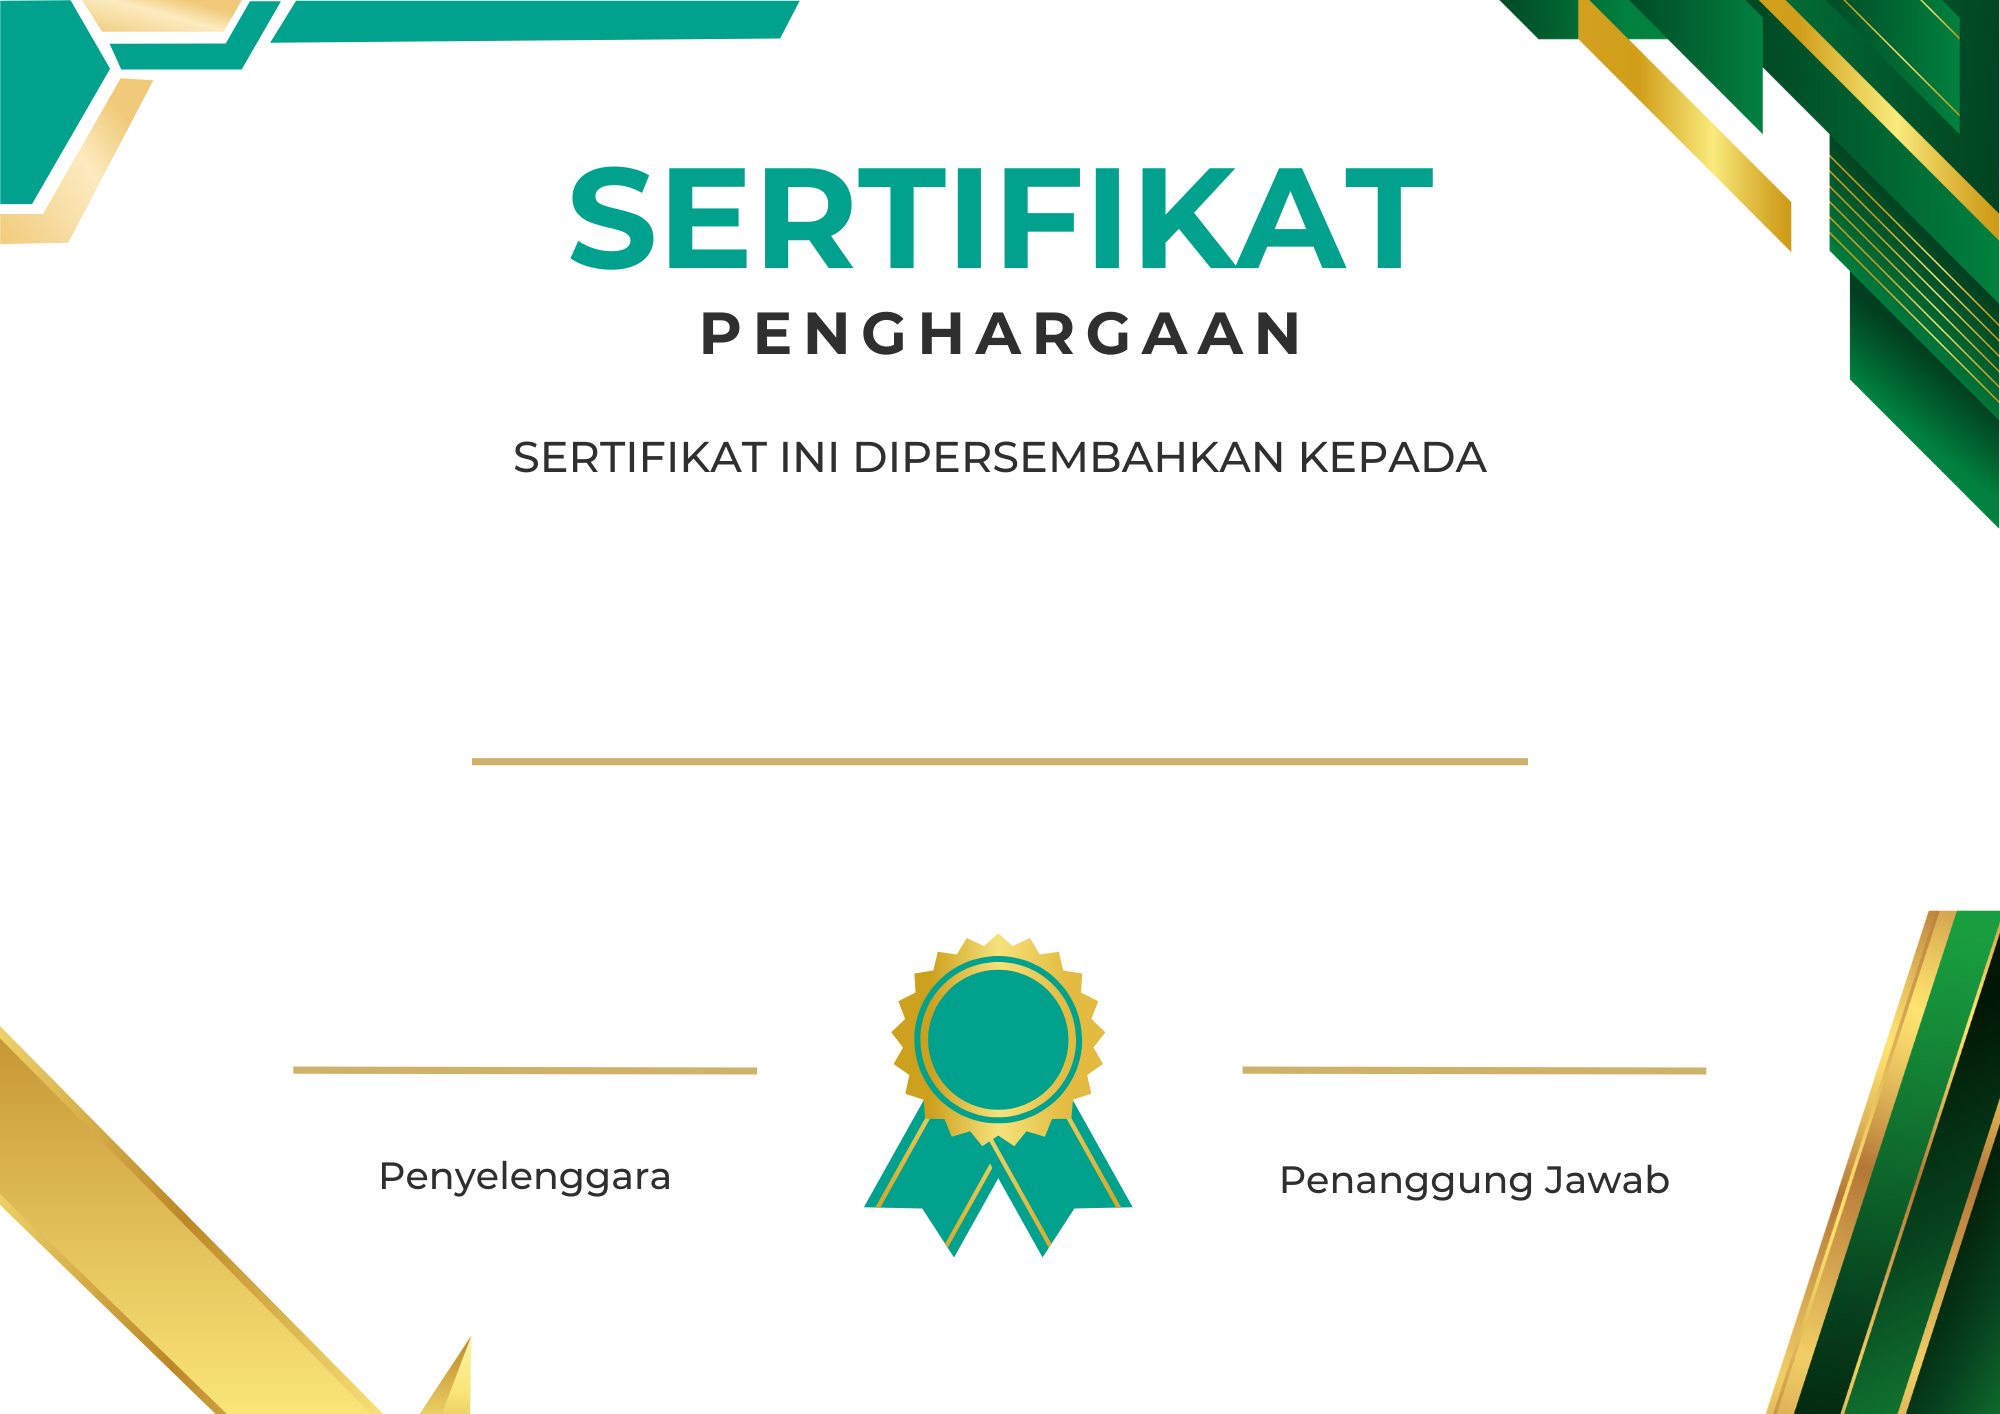 SERTIFIKAT
PENGHARGAAN
SERTIFIKAT INI DIPERSEMBAHKAN KEPADA
Penyelenggara
Penanggung Jawab